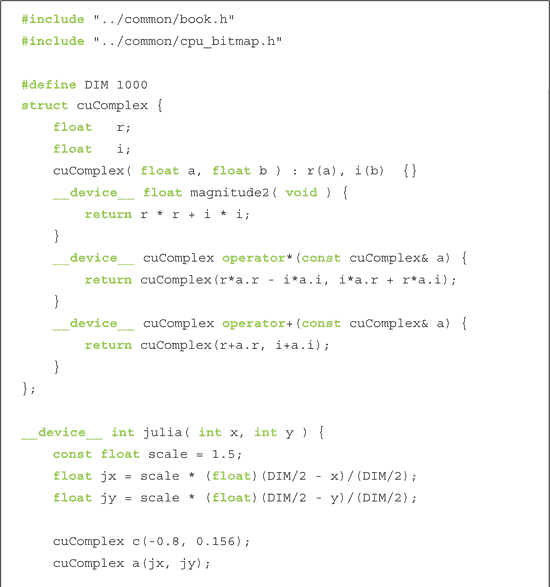 #include "../common/book.h"
#include "../common/cpu_bitmap.h"
#define DIM 1000
struct cuComplex {
    float   r;
    float   i;
    cuComplex( float a, float b ) : r(a), i(b)  {}
    __device__ float magnitude2( void ) {
        return r * r + i * i;
    }
    __device__ cuComplex operator*(const cuComplex& a) {
        return cuComplex(r*a.r - i*a.i, i*a.r + r*a.i);
    }
    __device__ cuComplex operator+(const cuComplex& a) {
        return cuComplex(r+a.r, i+a.i);
    }
};
__device__ int julia( int x, int y ) {
    const float scale = 1.5;
    float jx = scale * (float)(DIM/2 - x)/(DIM/2);
    float jy = scale * (float)(DIM/2 - y)/(DIM/2);
    cuComplex c(-0.8, 0.156);
    cuComplex a(jx, jy);